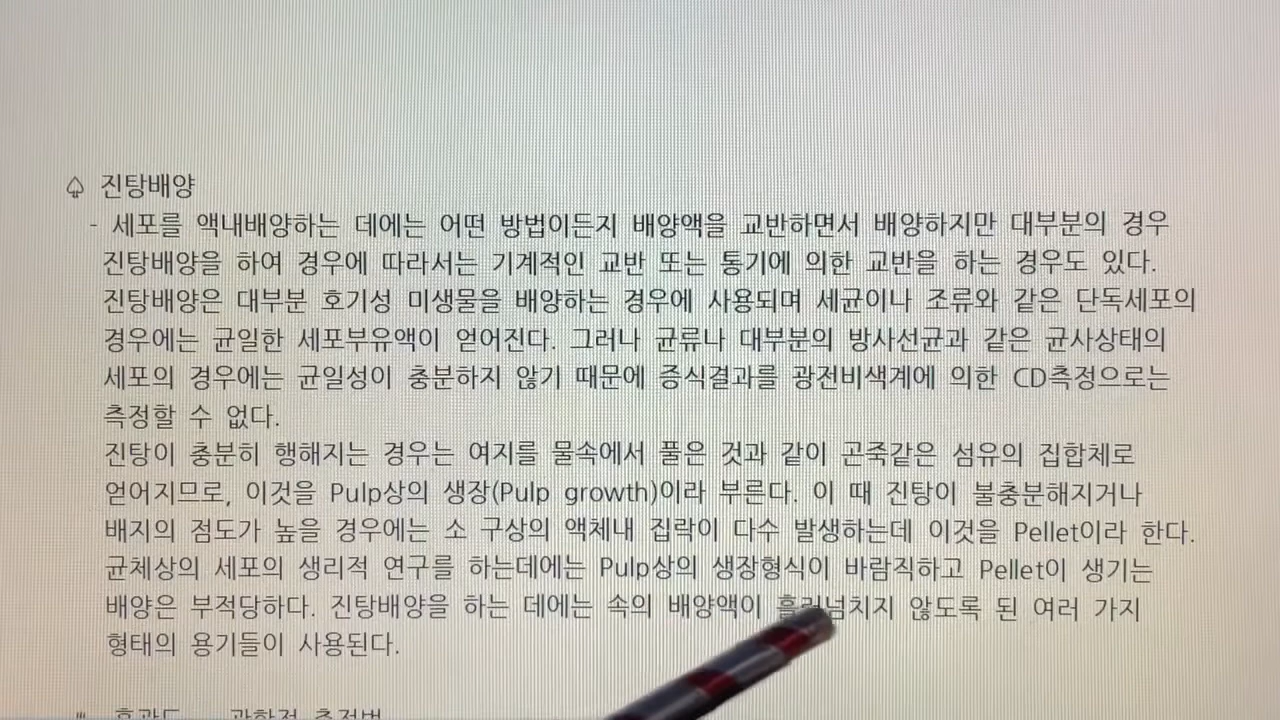 ♤ 진탕배양
- 세포를 액내배양하는 데에는 어떤 방법이든지 배양액을 교반하면서 배양하지만 대부분의 경우
진탕배양을 하여 경우에 따라서는 기계적인 교반 또는 통기에 의한 교반을 하는 경우도 있다.
진탕배양은 대부분 호기성 미생물을 배양하는 경우에 사용되며 세균이나 조류와 같은 단독세포의
경우에는 균일한 세포부유액이 얻어진다. 그러나 균류나 대부분의 방사선균과 같은 균사상태의
세포의 경우에는 균일성이 충분하지 않기 때문에 증식결과를 광전비색계에 의한 CD측정으로는
측정할 수 없다.
진탕이 충분히 행해지는 경우는 여지를 물속에서 풀은 것과 같이 곤죽같은 섬유의 집합체로
얻어지므로, 이것을 Pulp상의 생장(Pulp growth)이라 부른다. 이 때 진탕이 불충분해지거나
배지의 점도가 높을 경우에는 소 구상의 액체내 집락이 다수 발생하는데 이것을 Pellet이라 한다.
균체상의 세포의 생리적 연구를 하는데에는 Pulp상의 생장형식이 바람직하고 Pellet이 생기는
배양은 부적당하다. 진탕배양을 하는 데에는 속의 배양액이 흘러넘치지 않도록 된 여러 가지
형태의 용기들이 사용된다.